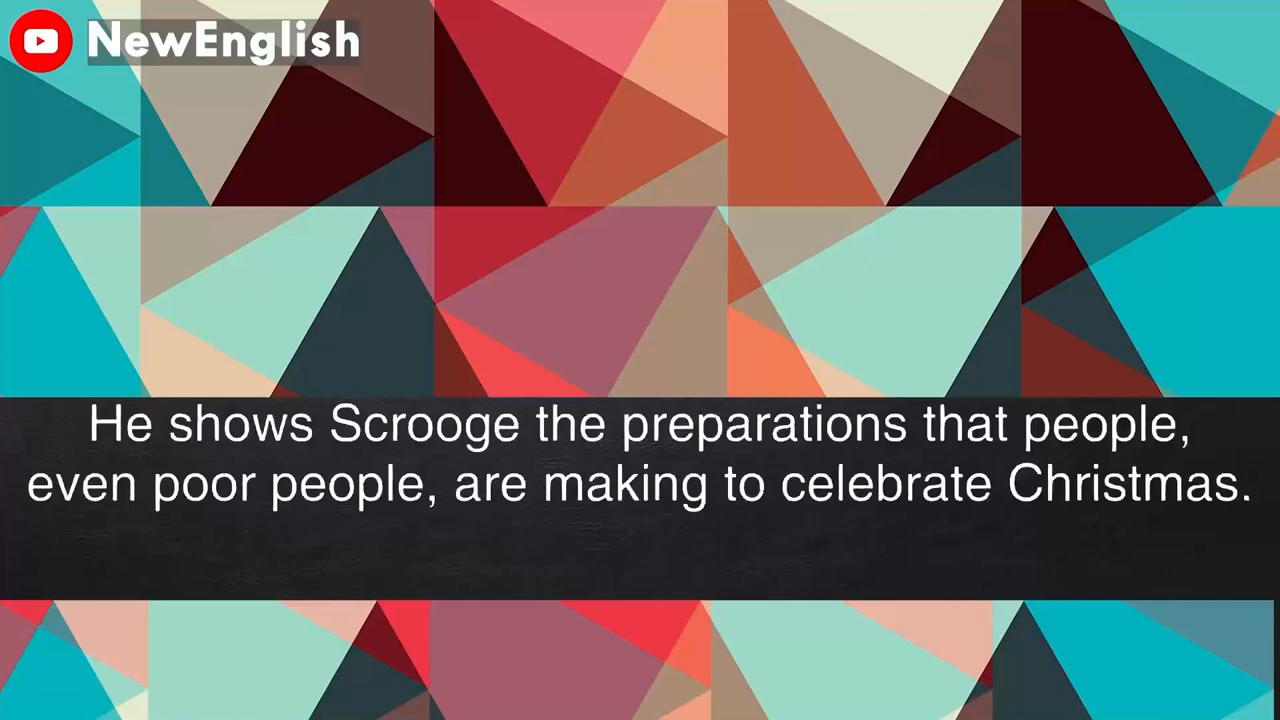 NewEnglish
He shows Scrooge the preparations that people,
even poor people, are making to celebrate Christmas.